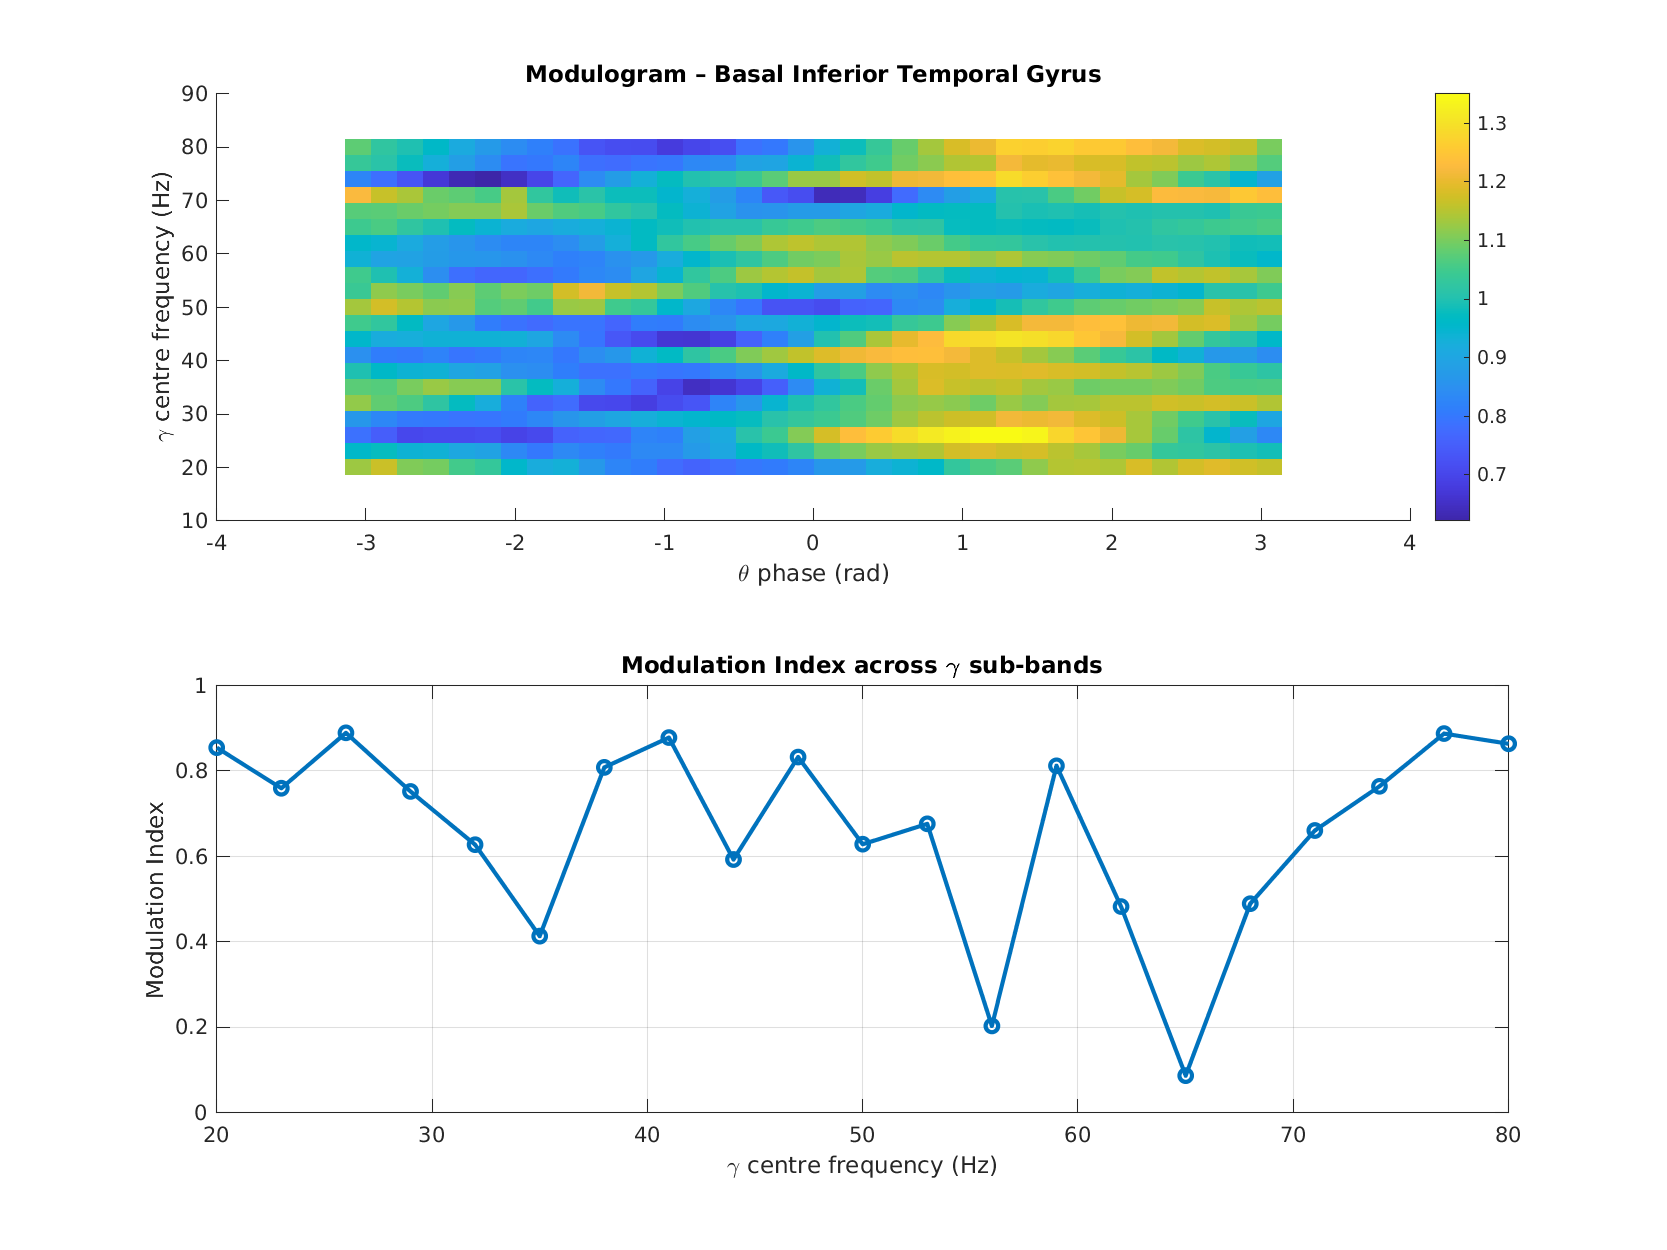 Modulogram – Basal Inferior Temporal Gyrus
90
80
70
60
50
40
30
20
10
γ centre frequency (Hz)
-4 -3 -2 -1 0 1 2 3 4
θ phase (rad)
1.3
1.2
1.1
1
0.9
0.8
0.7
Modulation Index across γ sub-bands
1
0.8
0.6
0.4
0.2
0
Modulation Index
20 30 40 50 60 70 80
γ centre frequency (Hz)